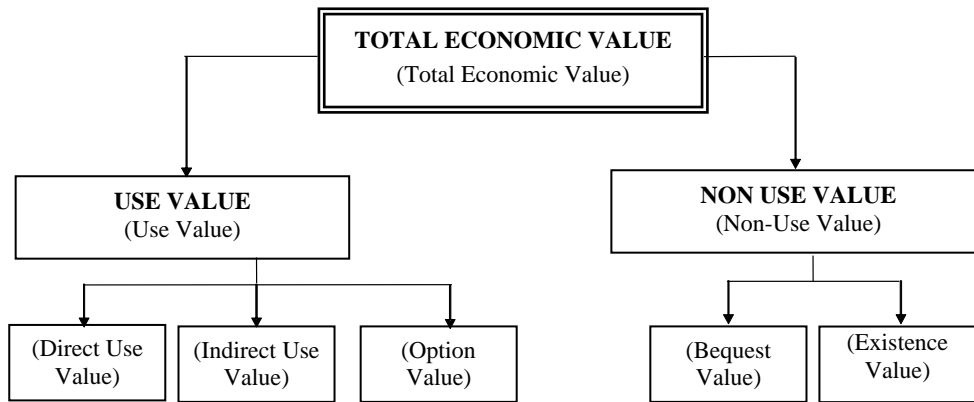 TOTAL ECONOMIC VALUE
(Total Economic Value)
USE VALUE
(Use Value)
NON USE VALUE
(Non-Use Value)
(Direct Use
Value)
(Indirect Use
Value)
(Option
Value)
(Bequest
Value)
(Existence
Value)